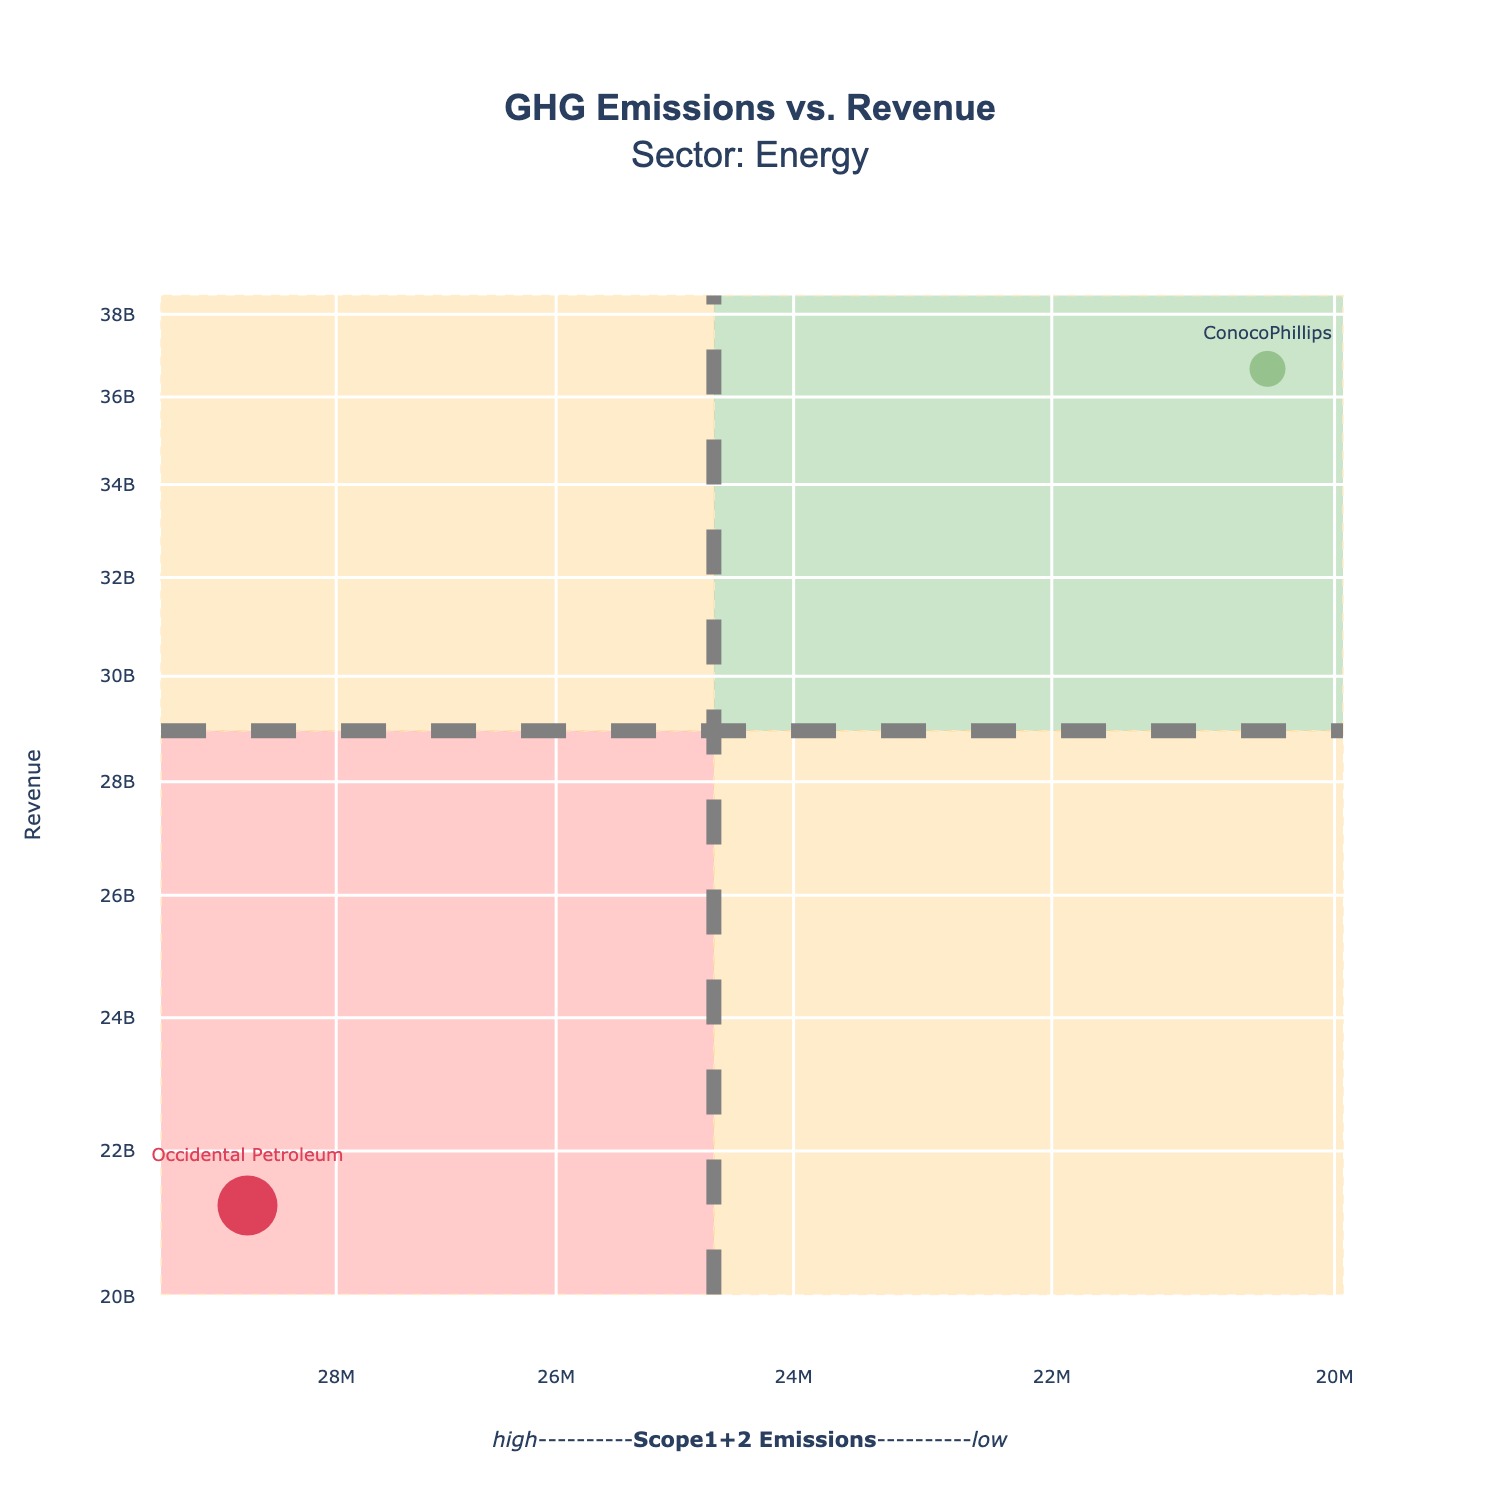 GHG Emissions vs. Revenue
Sector: Energy
38B
ConocoPhillips
36B
34B
32B
30B
Revenue
28B
26B
24B
22B
Occidental Petroleum
20B
28M 26M 24M 22M 20M
high----------Scope1+2 Emissions----------low